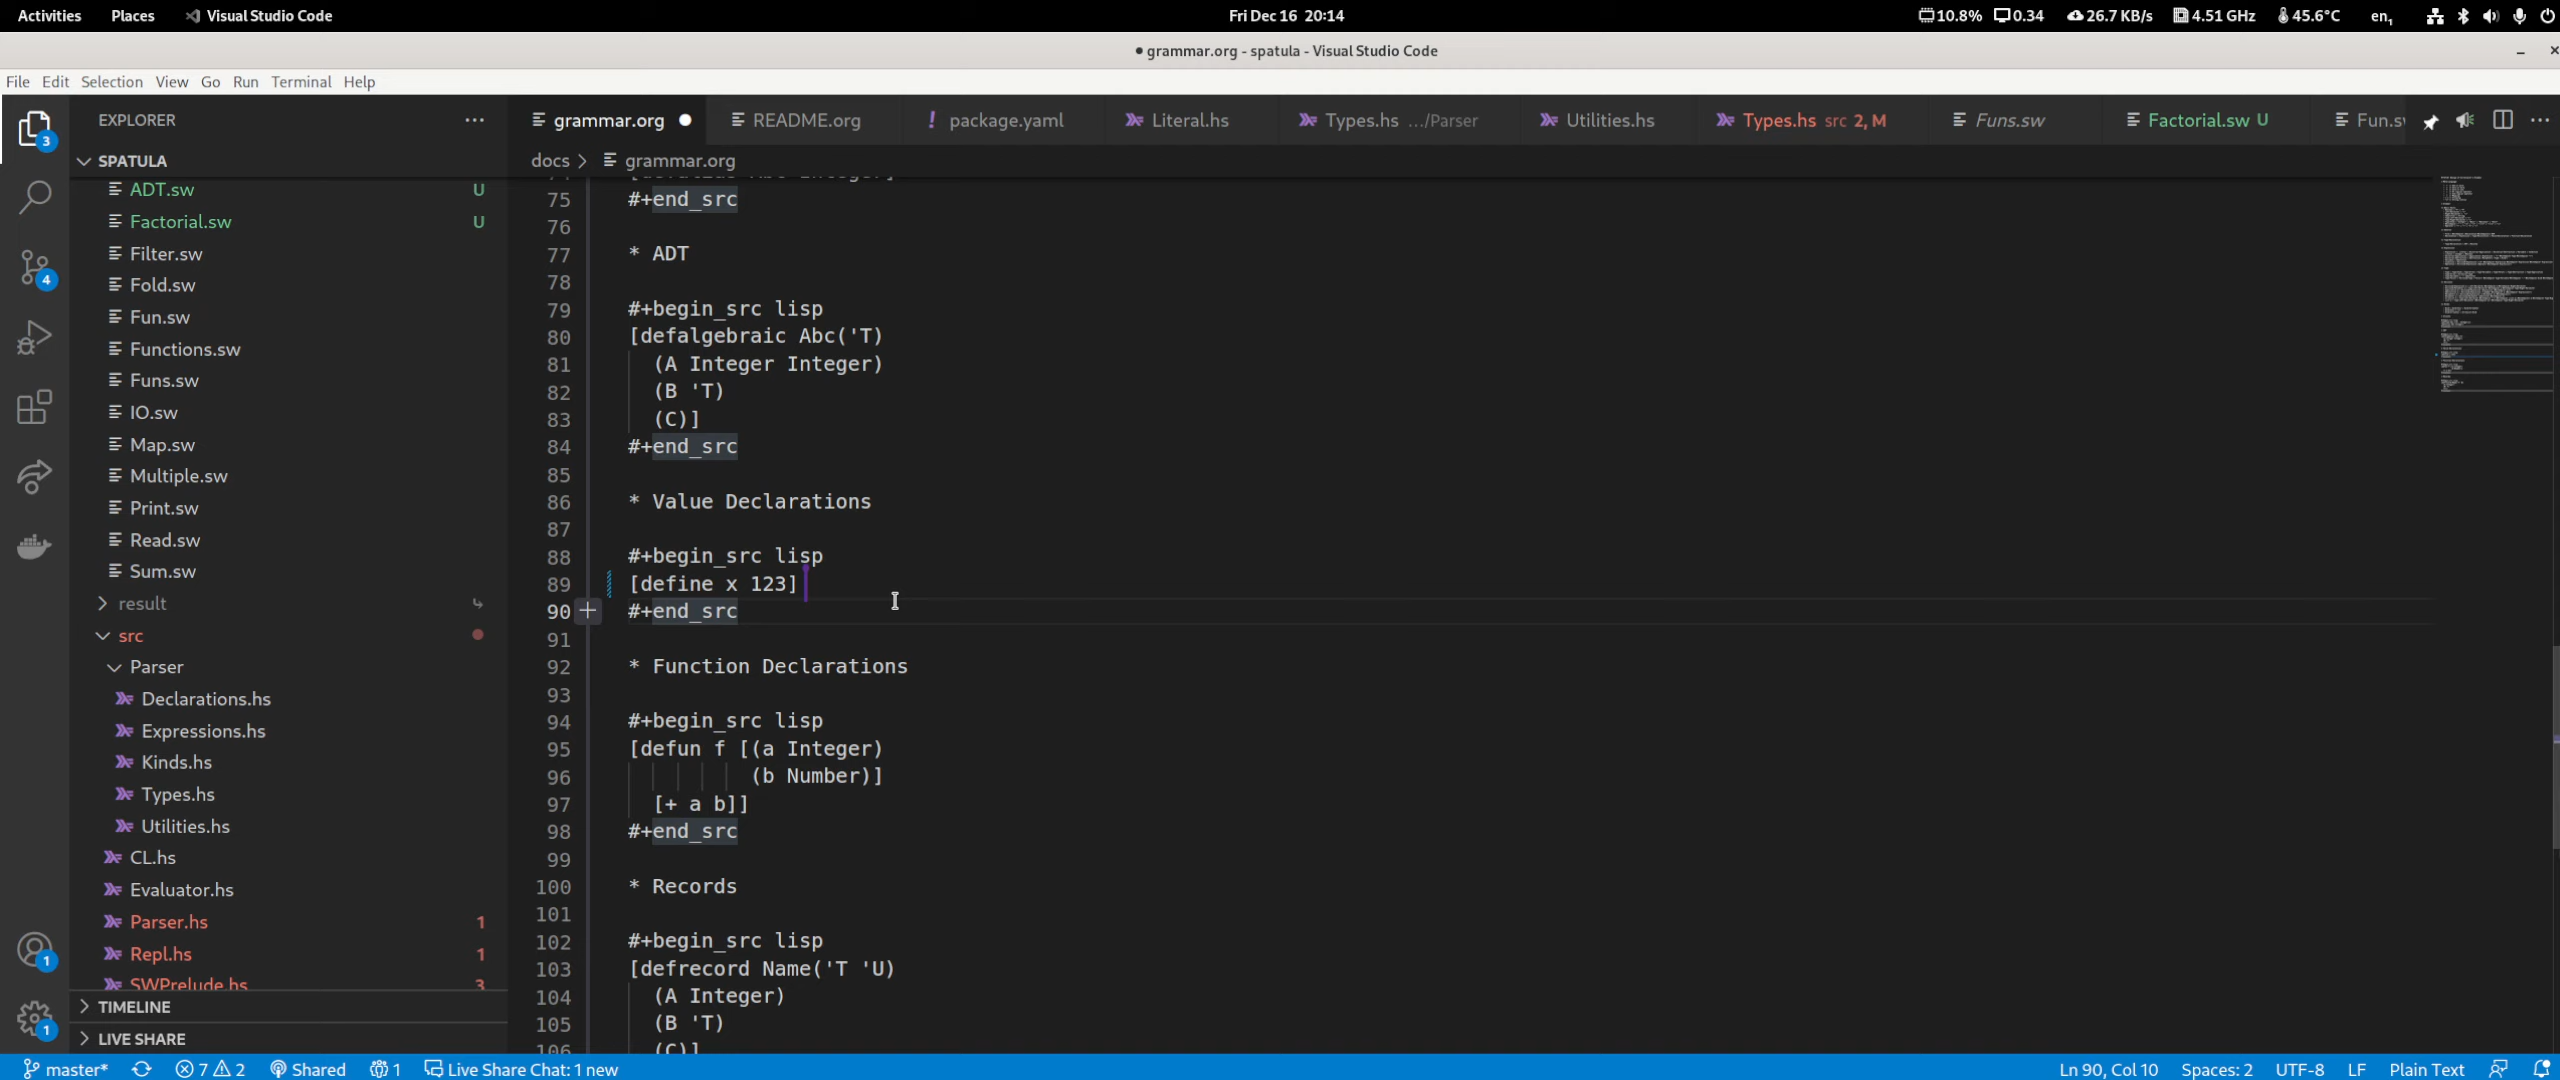 Activities Places Visual Studio Code Fri Dec 16 20:14 10.8% 0.34 26.7 KB/s 4.51 GHz 45.6°C en₁
grammar.org - spatula - Visual Studio Code
File Edit Selection View Go Run Terminal Help
3 EXPLORER grammar.org README.org package.yaml Literal.hs Types.hs .../Parser Utilities.hs Types.hs src 2, M Funs.sw Factorial.sw U
SPATULA docs > grammar.org
ADT.sw U
Factorial.sw U
Filter.sw
Fold.sw
Fun.sw
Functions.sw
Funs.sw
IO.sw
Map.sw
Multiple.sw
Print.sw
Read.sw
Sum.sw
result
src
Parser
Declarations.hs
Expressions.hs
Kinds.hs
Types.hs
Utilities.hs
CL.hs
Evaluator.hs
Parser.hs 1
Repl.hs 1
SWPrelude.hs 3
TIMELINE
LIVE SHARE
4
1
1
75 #+end_src
76
77 * ADT
78
79 #+begin_src lisp
80 [defalgebraic Abc('T)
81 (A Integer Integer)
82 (B 'T)
83 (C)]
84 #+end_src
85
86 * Value Declarations
87
88 #+begin_src lisp
89 [define x 123]
90 #+end_src
91
92 * Function Declarations
93
94 #+begin_src lisp
95 [defun f [(a Integer)
96 (b Number)]
97 [+ a b]]
98 #+end_src
99
100 * Records
101
102 #+begin_src lisp
103 [defrecord Name('T 'U)
104 (A Integer)
105 (B 'T)
106 (C)]
master* 7 2 Shared 1 Live Share Chat: 1 new Ln 90, Col 10 Spaces: 2 UTF-8 LF Plain Text